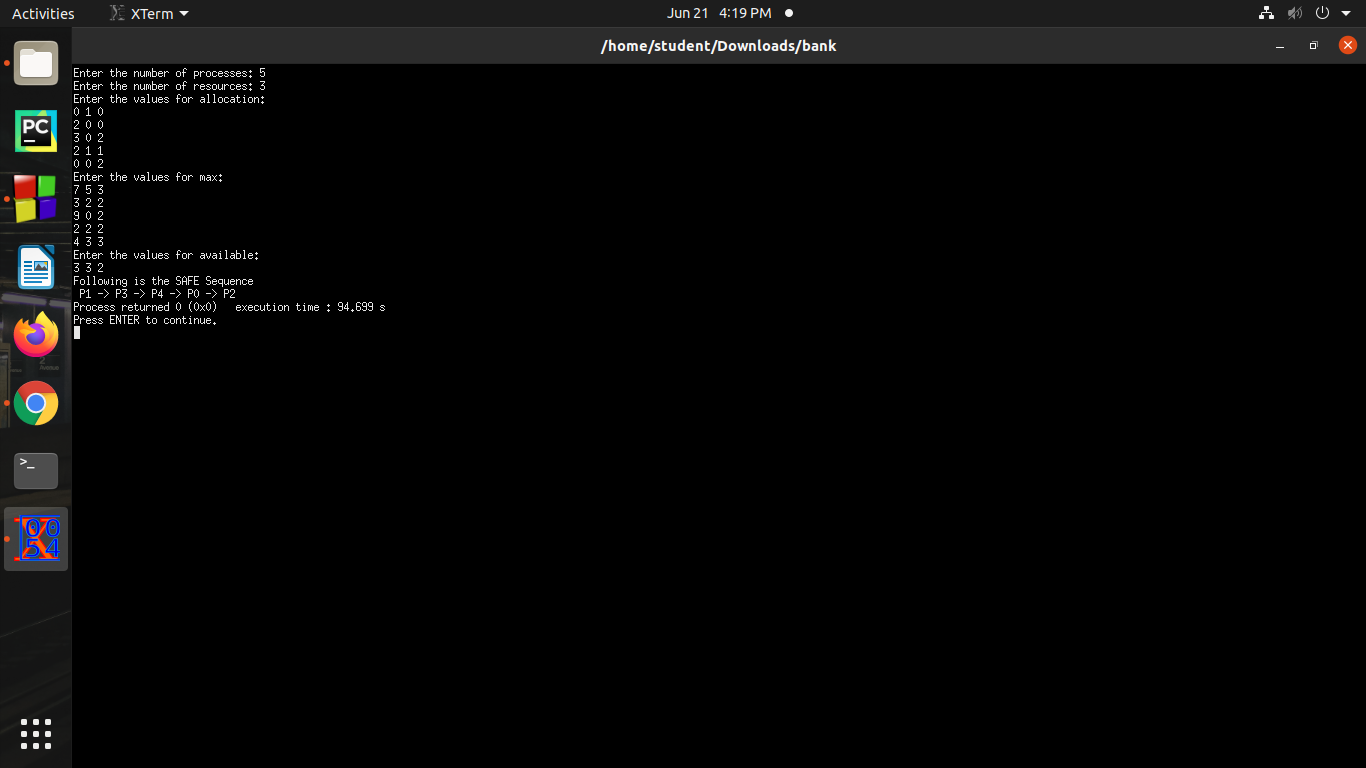 Activities XTerm Jun 21 4:19 PM
/home/student/Downloads/bank
Enter the number of processes: 5
Enter the number of resources: 3
Enter the values for allocation:
0 1 0
2 0 0
3 0 2
2 1 1
0 0 2
Enter the values for max:
7 5 3
3 2 2
9 0 2
2 2 2
4 3 3
Enter the values for available:
3 3 2
Following is the SAFE Sequence
P1 -> P3 -> P4 -> P0 -> P2
Process returned 0 (0x0) execution time : 94.699 s
Press ENTER to continue.
PC
>_
00
54